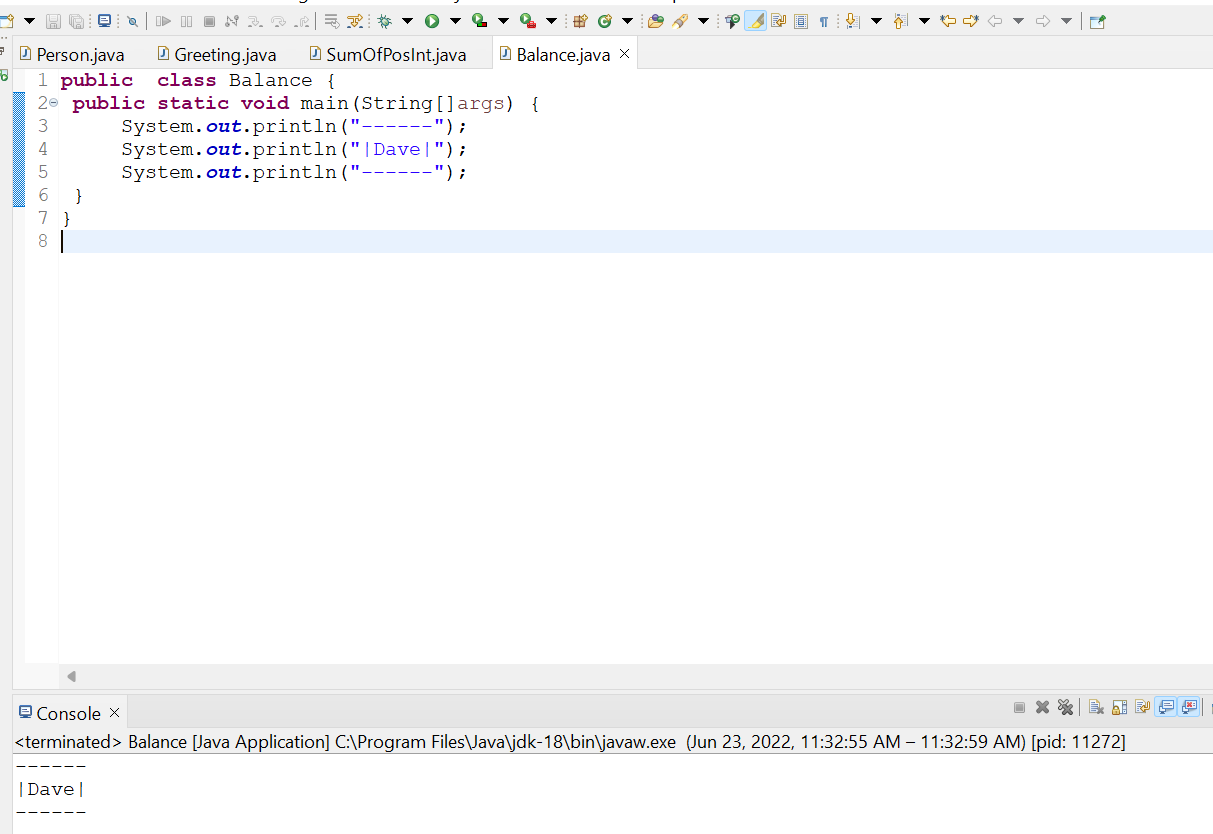 Person.java Greeting.java SumOfPosInt.java Balance.java
1 public  class Balance {
2 public static void main(String[]args) {
3     System.out.println("------");
4     System.out.println("|Dave|");
5     System.out.println("------");
6 }
7 }
8
Console
<terminated> Balance [Java Application] C:\Program Files\Java\jdk-18\bin\javaw.exe  (Jun 23, 2022, 11:32:55 AM – 11:32:59 AM) [pid: 11272]
------
|Dave|
------